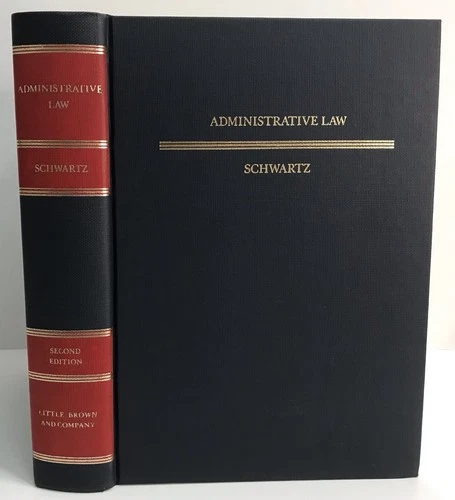 ADMINISTRATIVE
LAW
SCHWARTZ
SECOND
EDITION
LITTLE, BROWN
AND COMPANY
ADMINISTRATIVE LAW
SCHWARTZ